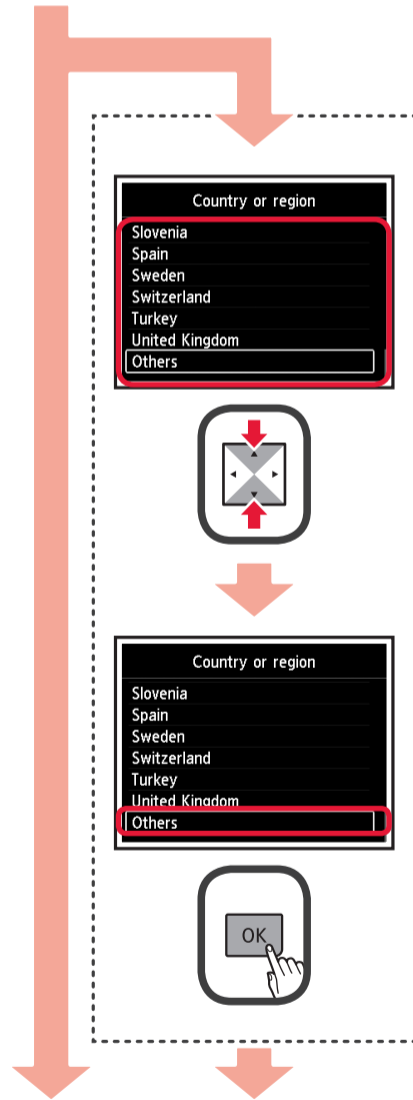 Country or region
Slovenia
Spain
Sweden
Switzerland
Turkey
United Kingdom
Others
Country or region
Slovenia
Spain
Sweden
Switzerland
Turkey
United Kingdom
Others
OK